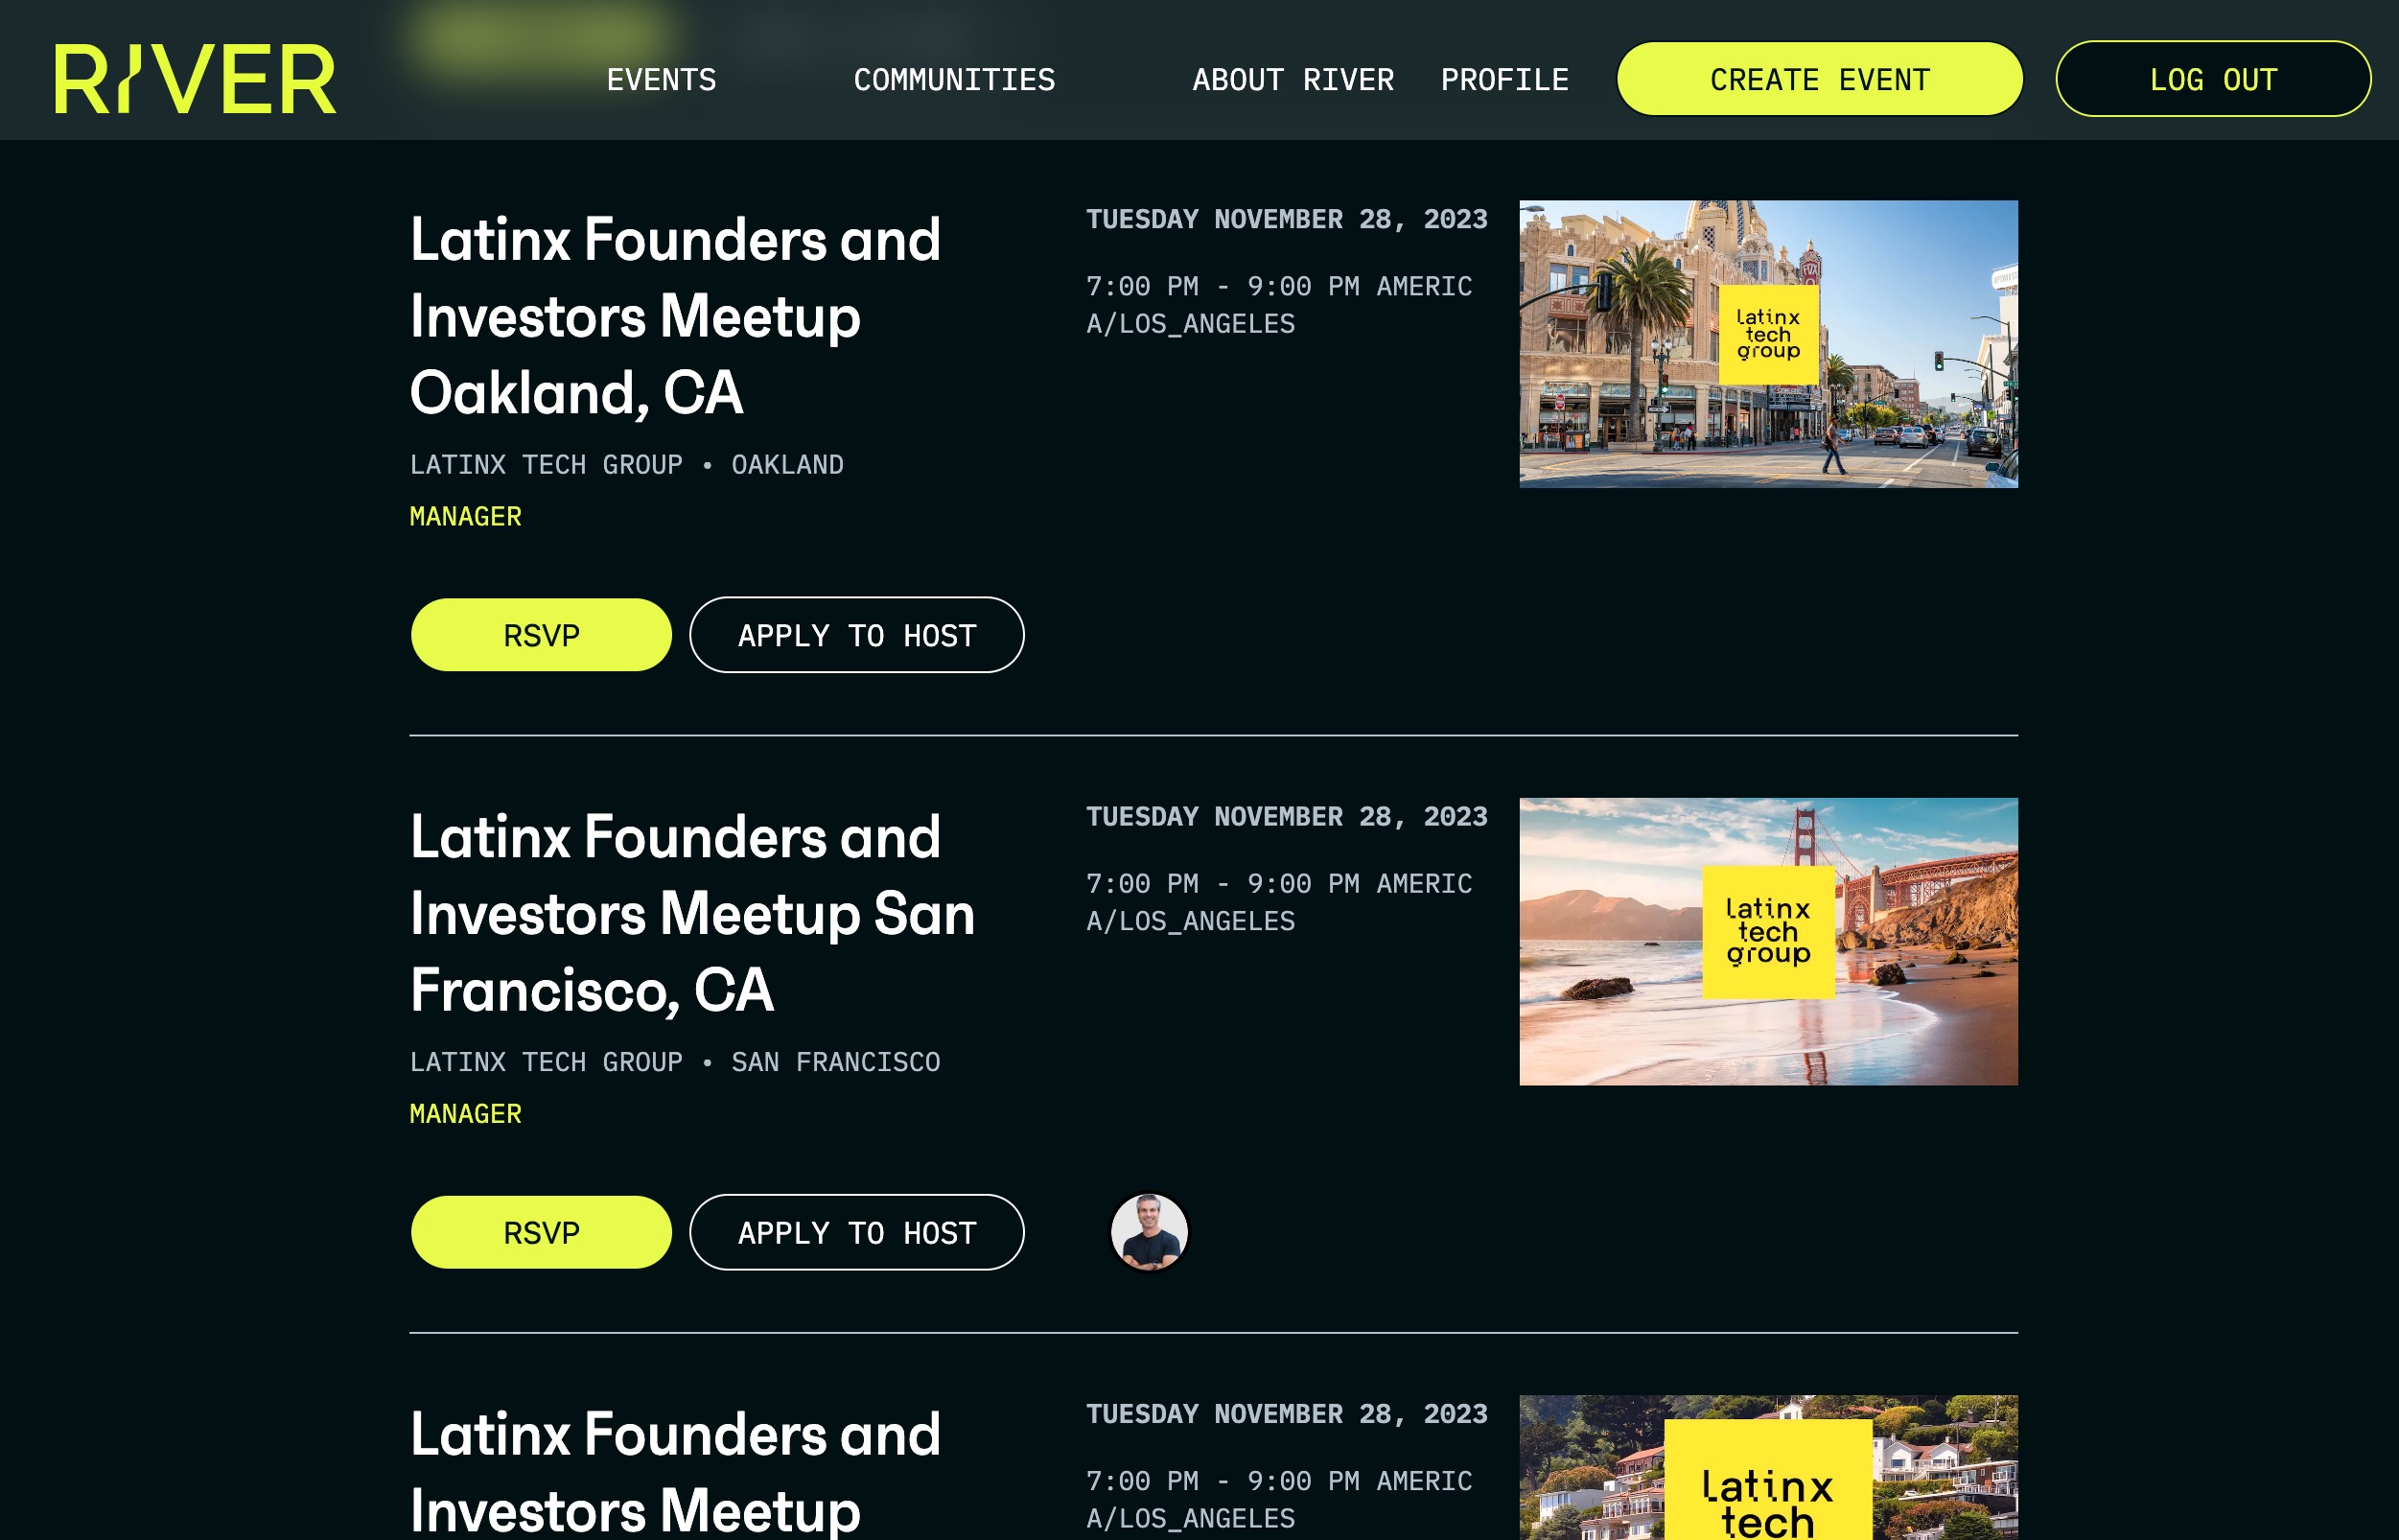 RIVER
EVENTS
COMMUNITIES
ABOUT RIVER
PROFILE
CREATE EVENT
LOG OUT
Latinx Founders and
Investors Meetup
Oakland, CA
LATINX TECH GROUP • OAKLAND
MANAGER
RSVP
APPLY TO HOST
TUESDAY NOVEMBER 28, 2023
7:00 PM - 9:00 PM AMERIC
A/LOS_ANGELES
Latinx
tech
group
Latinx Founders and
Investors Meetup San
Francisco, CA
LATINX TECH GROUP • SAN FRANCISCO
MANAGER
RSVP
APPLY TO HOST
TUESDAY NOVEMBER 28, 2023
7:00 PM - 9:00 PM AMERIC
A/LOS_ANGELES
Latinx
tech
group
Latinx Founders and
Investors Meetup
TUESDAY NOVEMBER 28, 2023
7:00 PM - 9:00 PM AMERIC
A/LOS_ANGELES
Latinx
tech